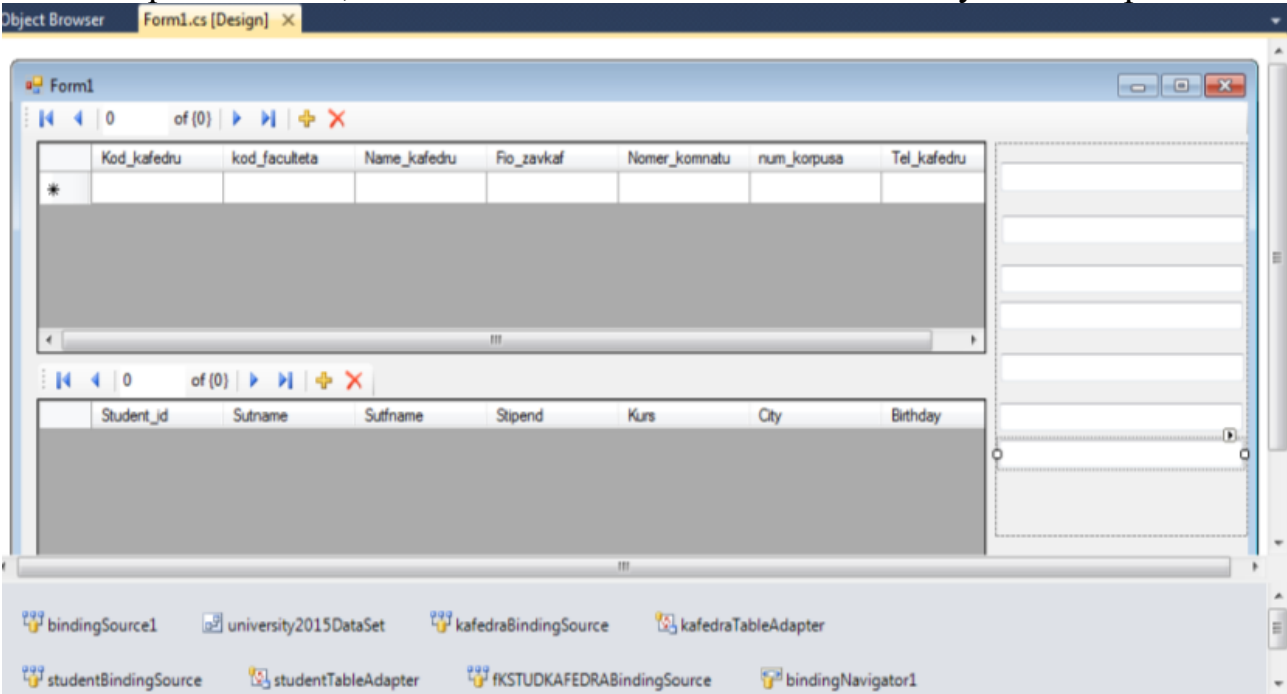 Object Browser Form1.cs [Design] ×
Form1
0 of {0}
Kod_kafedru kod_faculteta Name_kafedru Fio_zavkaf Nomer_komnatu num_korpusa Tel_kafedru
0 of {0}
Student_id Sutname Sutfname Stipend Kurs City Birthday
bindingSource1 university2015DataSet kafedraBindingSource kafedraTableAdapter
studentBindingSource studentTableAdapter fKSTUDKAFEDRABindingSource bindingNavigator1